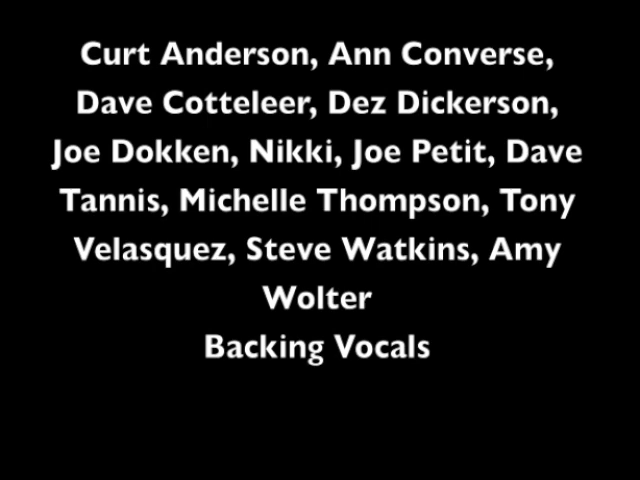 Curt Anderson, Ann Converse,
Dave Cotteleer, Dez Dickerson,
Joe Dokken, Nikki, Joe Petit, Dave
Tannis, Michelle Thompson, Tony
Velasquez, Steve Watkins, Amy
Wolter
Backing Vocals